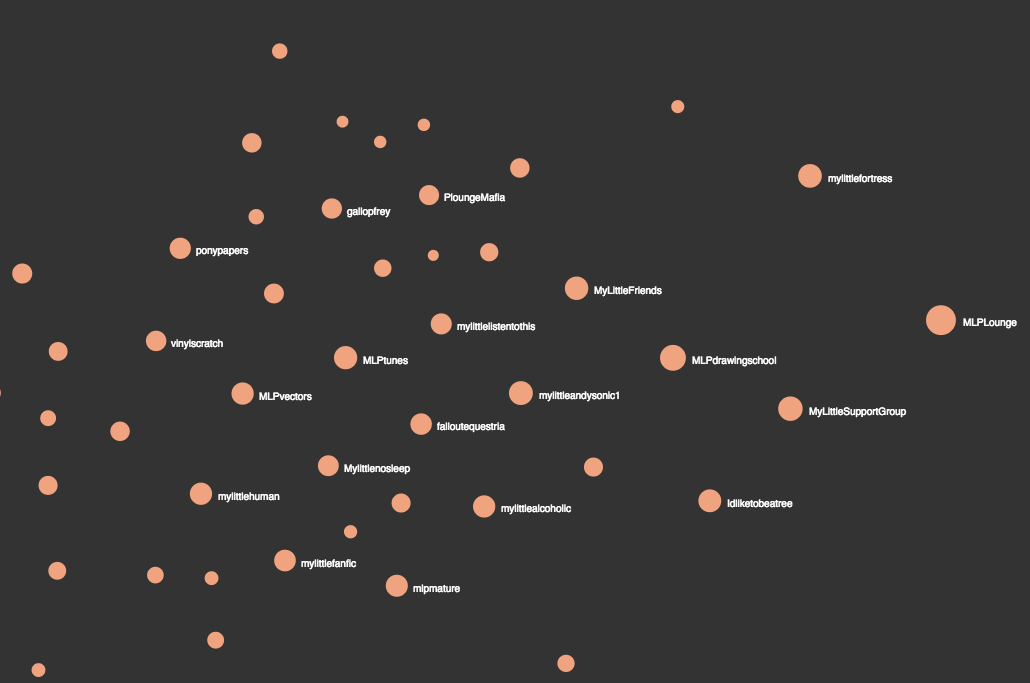 mylittlefortress
PloungeMafia
gallopfrey
ponypapers
MyLittleFriends
MLPLounge
mylittlelistentothis
vinylscratch
MLPtunes
MLPdrawingschool
MLPvectors
mylittleandysonic1
MyLittleSupportGroup
falloutequestria
Mylittlenosleep
mylittlehuman
Idliketobeatree
mylittlealcoholic
mylittlefanfic
mlpmature